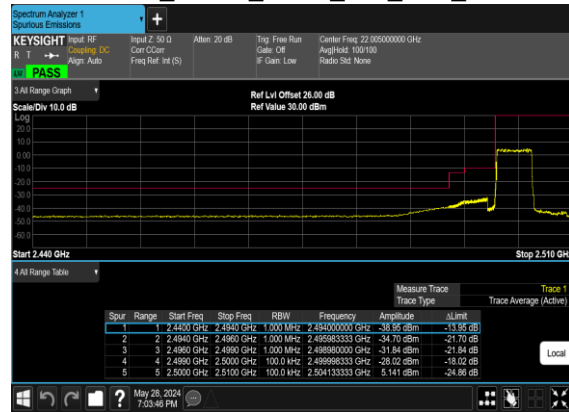 Spectrum Analyzer 1
Spurious Emissions
KEYSIGHT Input: RF Input Z: 50 Ω Atten: 20 dB Trig: Free Run Center Freq: 22.005000000 GHz
R T Coupling: DC Corr CCorr Gate: Off Avg|Hold: 100/100
Align: Auto Freq Ref: Int (S) IF Gain: Low Radio Std: None
LW PASS
3.All Range Graph Ref Lvl Offset 26.00 dB
Scale/Div 10.0 dB Ref Value 30.00 dBm
Log
20.0
10.0
0.00
-10.0
-20.0
-30.0
-40.0
-50.0
-60.0
Start 2.440 GHz Stop 2.510 GHz
4.All Range Table
Measure Trace Trace 1
Trace Type Trace Average (Active)
Spur Range Start Freq Stop Freq RBW Frequency Amplitude ΔLimit
1 1 2.4400 GHz 2.4940 GHz 1.000 MHz 2.494000000 GHz -38.95 dBm -13.95 dB
2 2 2.4940 GHz 2.4960 GHz 1.000 MHz 2.495983333 GHz -34.70 dBm -21.70 dB
3 3 2.4960 GHz 2.4990 GHz 1.000 MHz 2.498980000 GHz -31.84 dBm -21.84 dB
4 4 2.4990 GHz 2.5000 GHz 100.0 kHz 2.499998333 GHz -28.02 dBm -18.02 dB
5 5 2.5000 GHz 2.5100 GHz 100.0 kHz 2.504133333 GHz 5.141 dBm -24.86 dB
Local
? May 28, 2024
7:03:46 PM